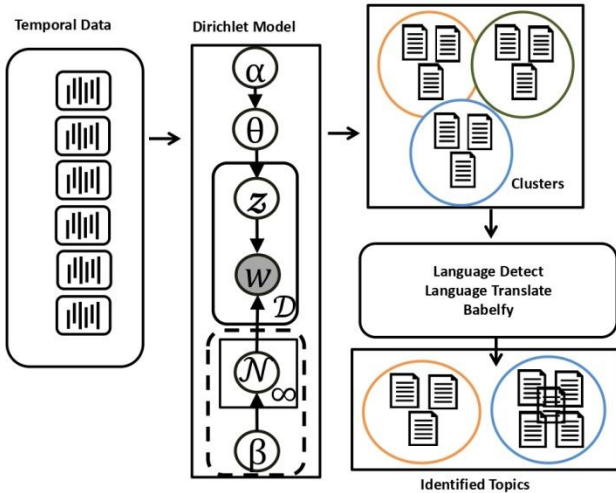 Temporal Data
Dirichlet Model
α
θ
z
w
𝒟
𝒩
∞
β
Clusters
Language Detect
Language Translate
Babelfy
Identified Topics